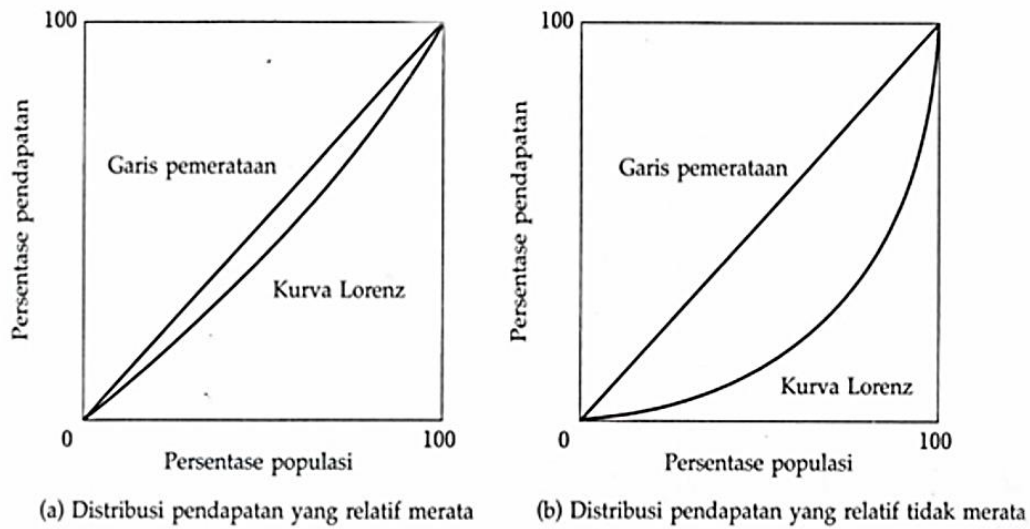 100
Persentase pendapatan
Garis pemerataan
Kurva Lorenz
0
100
Persentase populasi
(a) Distribusi pendapatan yang relatif merata
100
Persentase pendapatan
Garis pemerataan
Kurva Lorenz
0
100
Persentase populasi
(b) Distribusi pendapatan yang relatif tidak merata